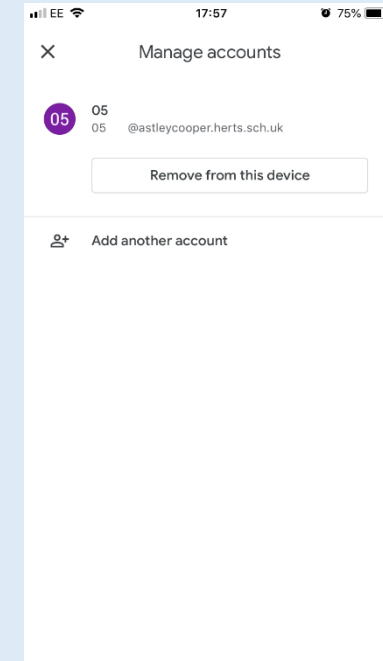 EE 17:57 75%
Manage accounts
05
05
05 @astleycooper.herts.sch.uk
Remove from this device
Add another account